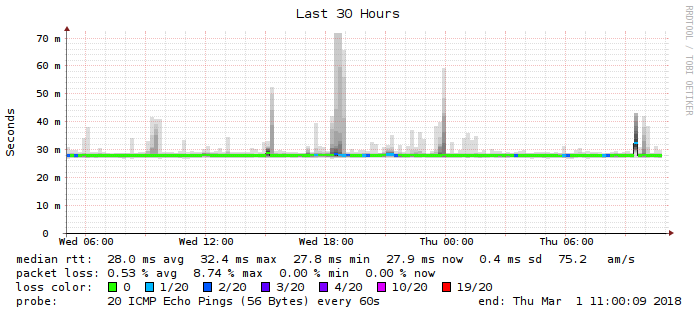 Last 30 Hours
RRDTOOL / TOBI OETIKER
Seconds
70 m
60 m
50 m
40 m
30 m
20 m
10 m
0
Wed 06:00 Wed 12:00 Wed 18:00 Thu 00:00 Thu 06:00
median rtt: 28.0 ms avg 32.4 ms max 27.8 ms min 27.9 ms now 0.4 ms sd 75.2 am/s
packet loss: 0.53 % avg 8.74 % max 0.00 % min 0.00 % now
loss color: 0 1/20 2/20 3/20 4/20 10/20 19/20
probe: 20 ICMP Echo Pings (56 Bytes) every 60s end: Thu Mar 1 11:00:09 2018